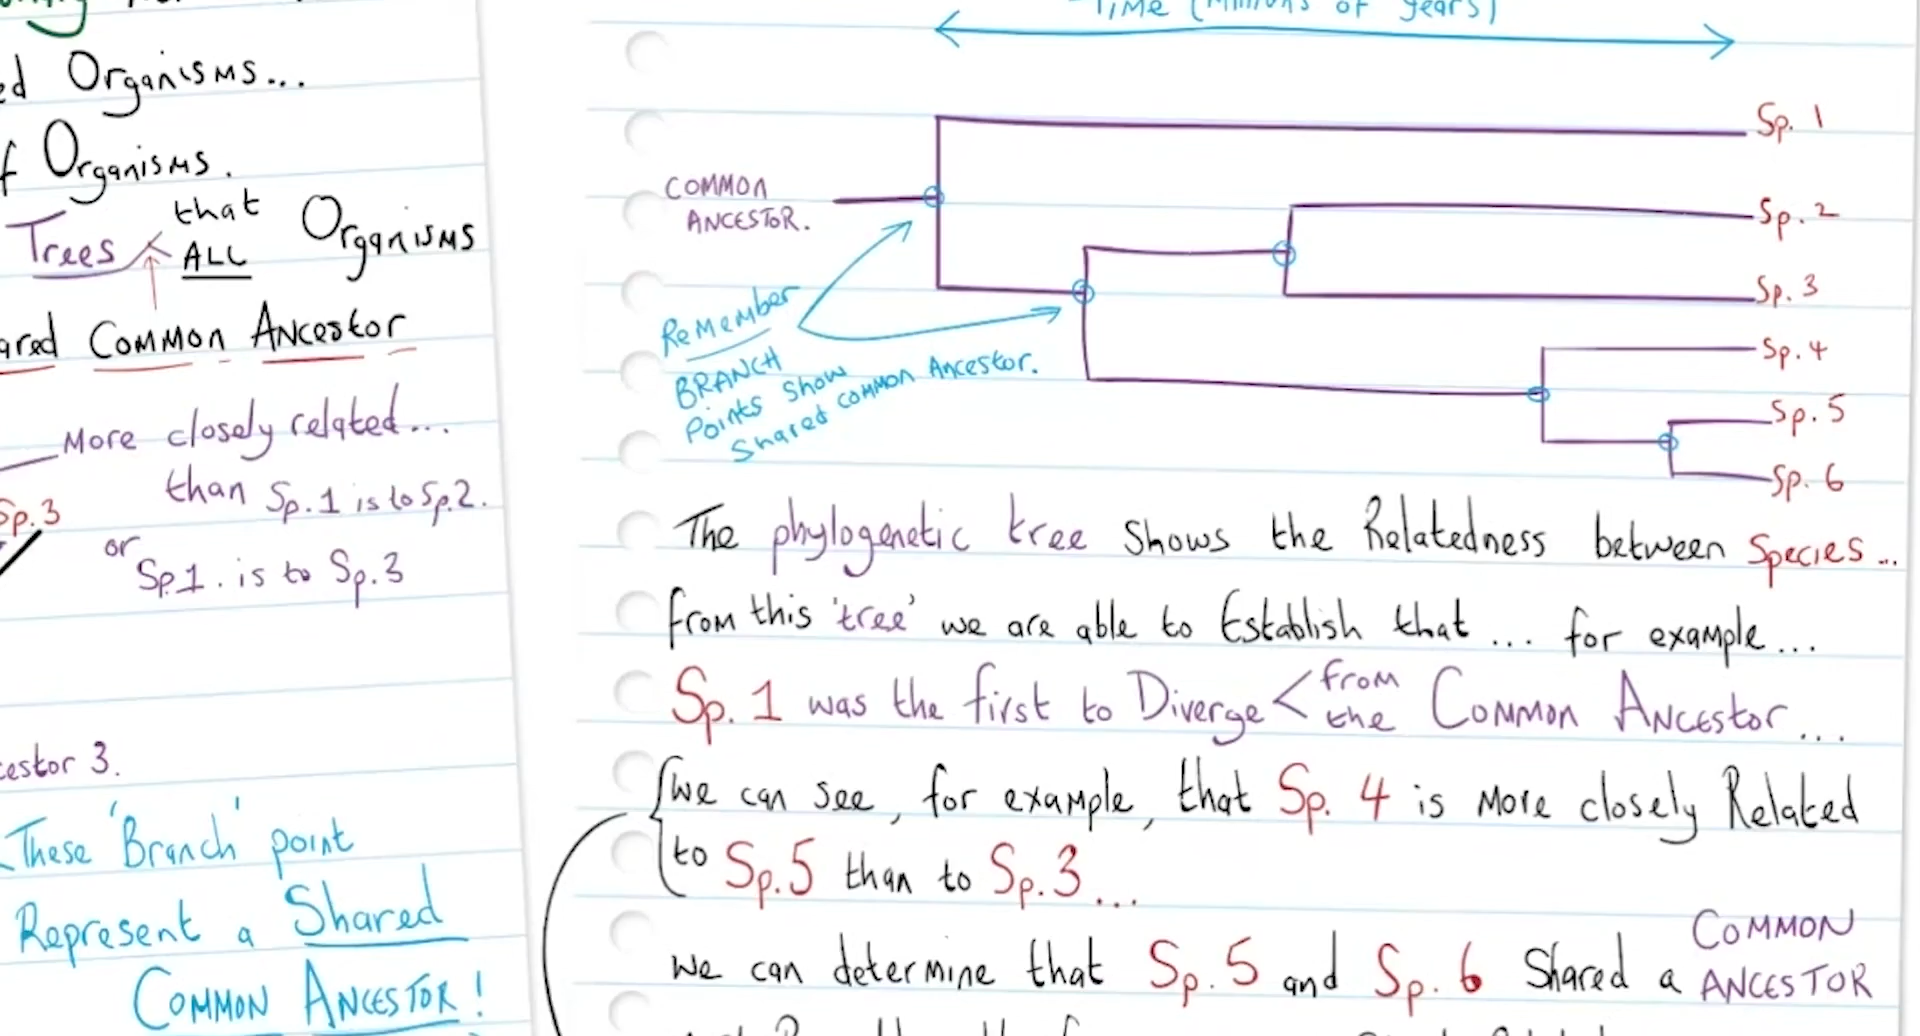 Organisms...
Organisms.
Trees that ALL Organisms
Common Ancestor
More closely related...
than Sp.1 is to Sp.2.
Sp.3
or
Sp.1. is to Sp.3
3.
These 'Branch' point
Represent a Shared
Common Ancestor!
Time (Millions of years)
Sp. 1
COMMON
ANCESTOR.
Sp. 2
Sp. 3
Remember
BRANCH
Points show
Shared common Ancestor.
Sp. 4
Sp. 5
Sp. 6
The phylogenetic tree shows the Relatedness between Species...
from this 'tree' we are able to Establish that ... for example...
Sp. 1 was the first to Diverge < from the Common Ancestor...
We can see, for example, that Sp. 4 is more closely Related
to Sp. 5 than to Sp. 3...
We can determine that Sp. 5 and Sp. 6 Shared a COMMON ANCESTOR